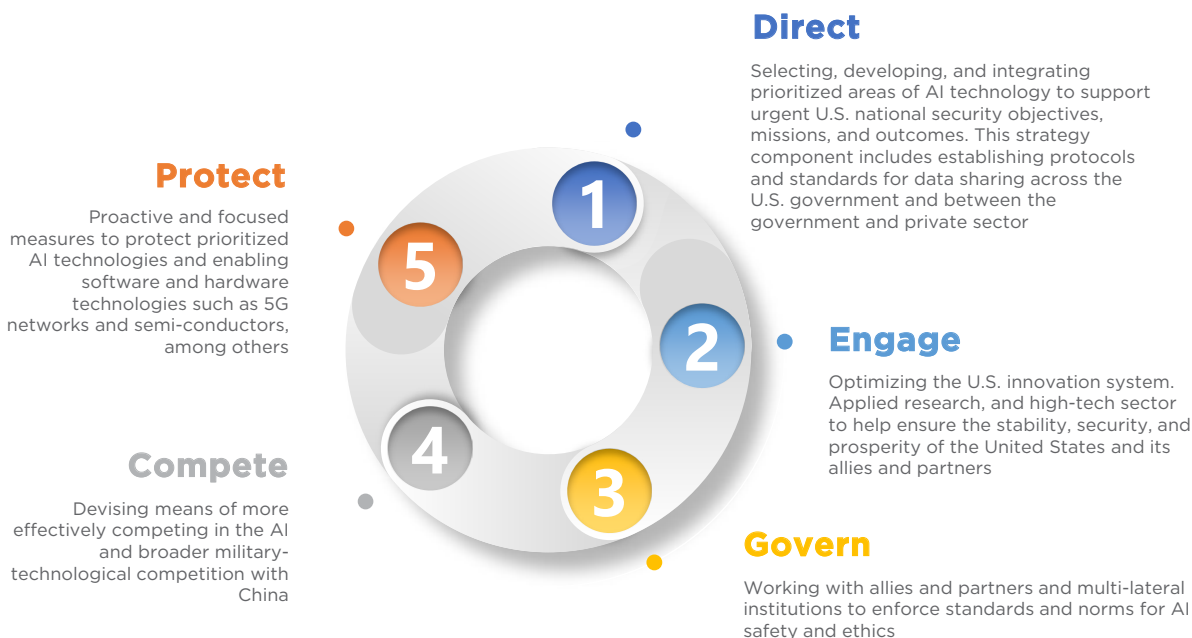 Direct
Selecting, developing, and integrating
prioritized areas of AI technology to support
urgent U.S. national security objectives,
missions, and outcomes. This strategy
component includes establishing protocols
and standards for data sharing across the
U.S. government and between the
government and private sector
1
2
Engage
Optimizing the U.S. innovation system.
Applied research, and high-tech sector
to help ensure the stability, security, and
prosperity of the United States and its
allies and partners
3
Govern
Working with allies and partners and multi-lateral
institutions to enforce standards and norms for AI
safety and ethics
4
Compete
Devising means of more
effectively competing in the AI
and broader military-
technological competition with
China
5
Protect
Proactive and focused
measures to protect prioritized
AI technologies and enabling
software and hardware
technologies such as 5G
networks and semi-conductors,
among others